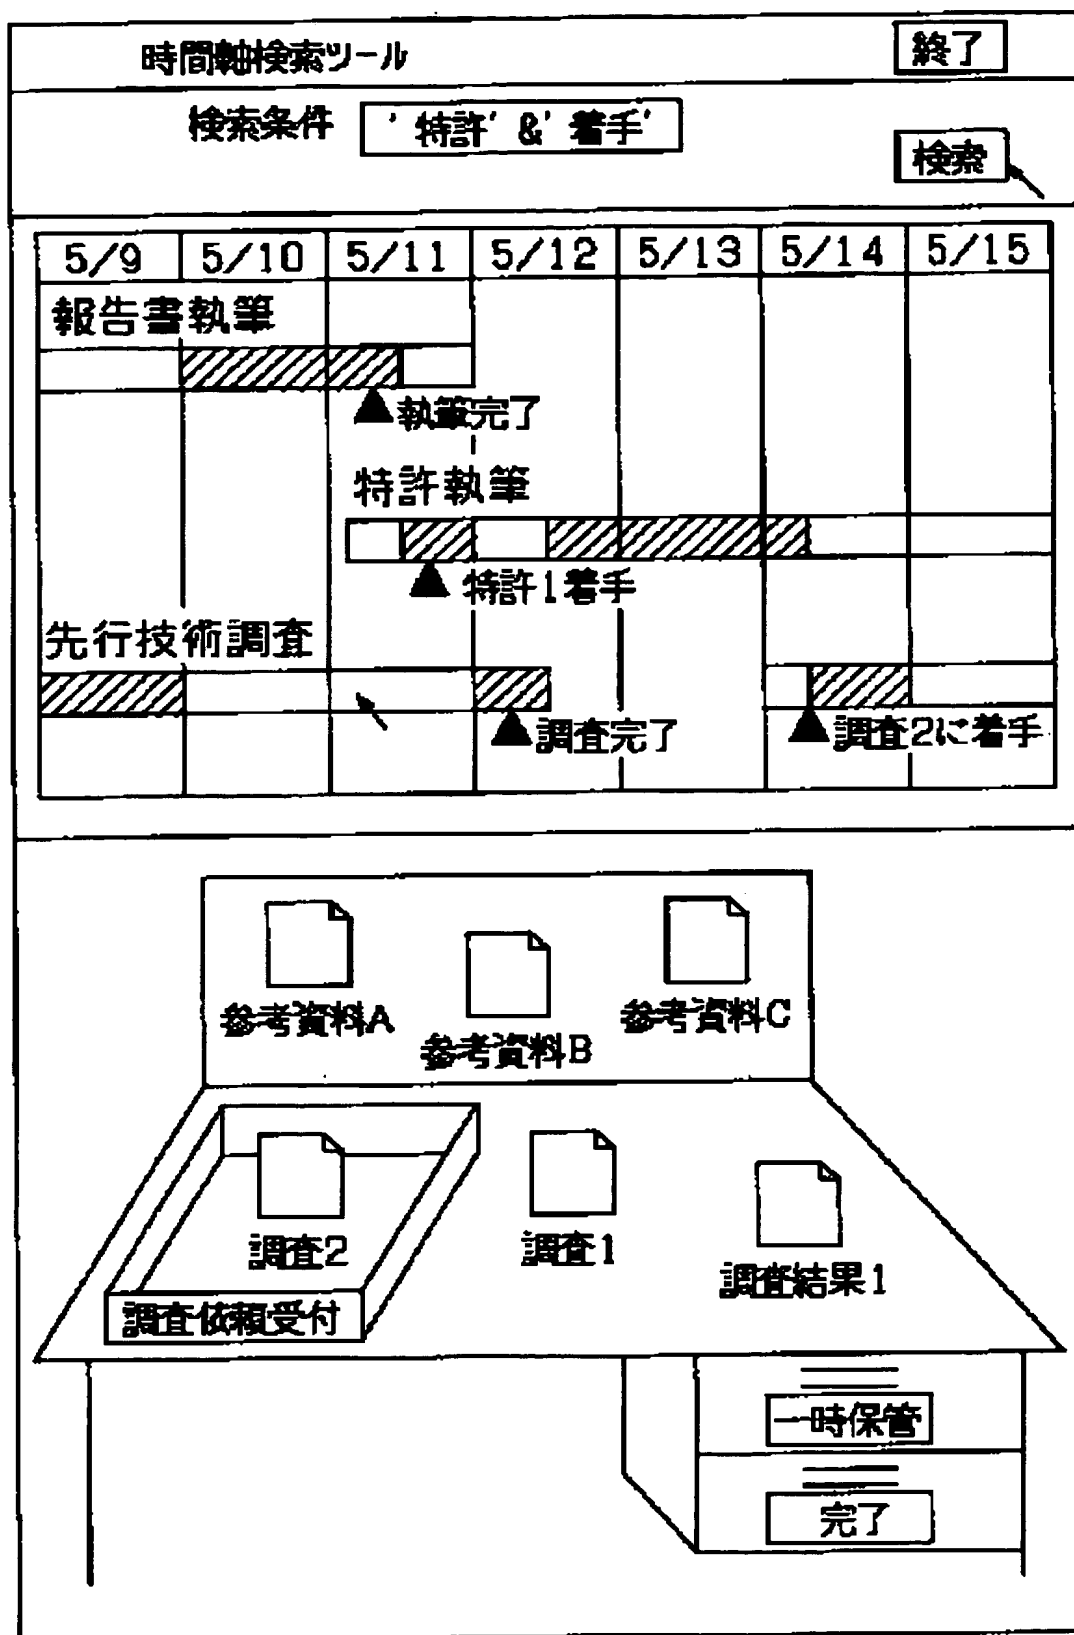 時間軸検索ツール 終了
検索条件 '特許'&'着手'
検索
5/9 5/10 5/11 5/12 5/13 5/14 5/15
報告書執筆
執筆完了
特許執筆
特許1着手
先行技術調査
調査完了 調査2に着手
参考資料A 参考資料B 参考資料C
調査2 調査1 調査結果1
調査依頼受付
一時保管
完了